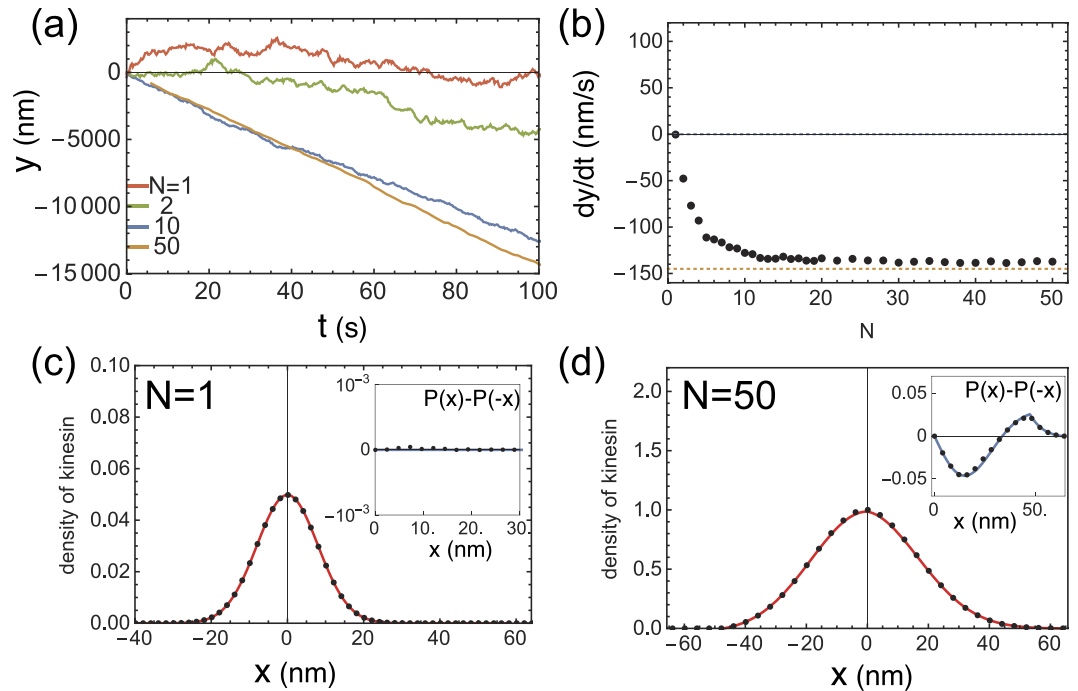 (a)
y (nm)
0
−5000
−10 000
−15 000
N=1
2
10
50
0 20 40 60 80 100
t (s)
(b)
dy/dt (nm/s)
100
50
0
−50
−100
−150
0 10 20 30 40 50
N
(c)
N=1
density of kinesin
0.10
0.08
0.06
0.04
0.02
0.00
−40 −20 0 20 40 60
x (nm)
P(x)-P(-x)
10⁻³
0
−10⁻³
0 10 20 30.
x (nm)
(d)
N=50
density of kinesin
2.0
1.5
1.0
0.5
0.0
−60 −40 −20 0 20 40 60
x (nm)
P(x)-P(-x)
0.05
0
−0.05
0 50.
x (nm)